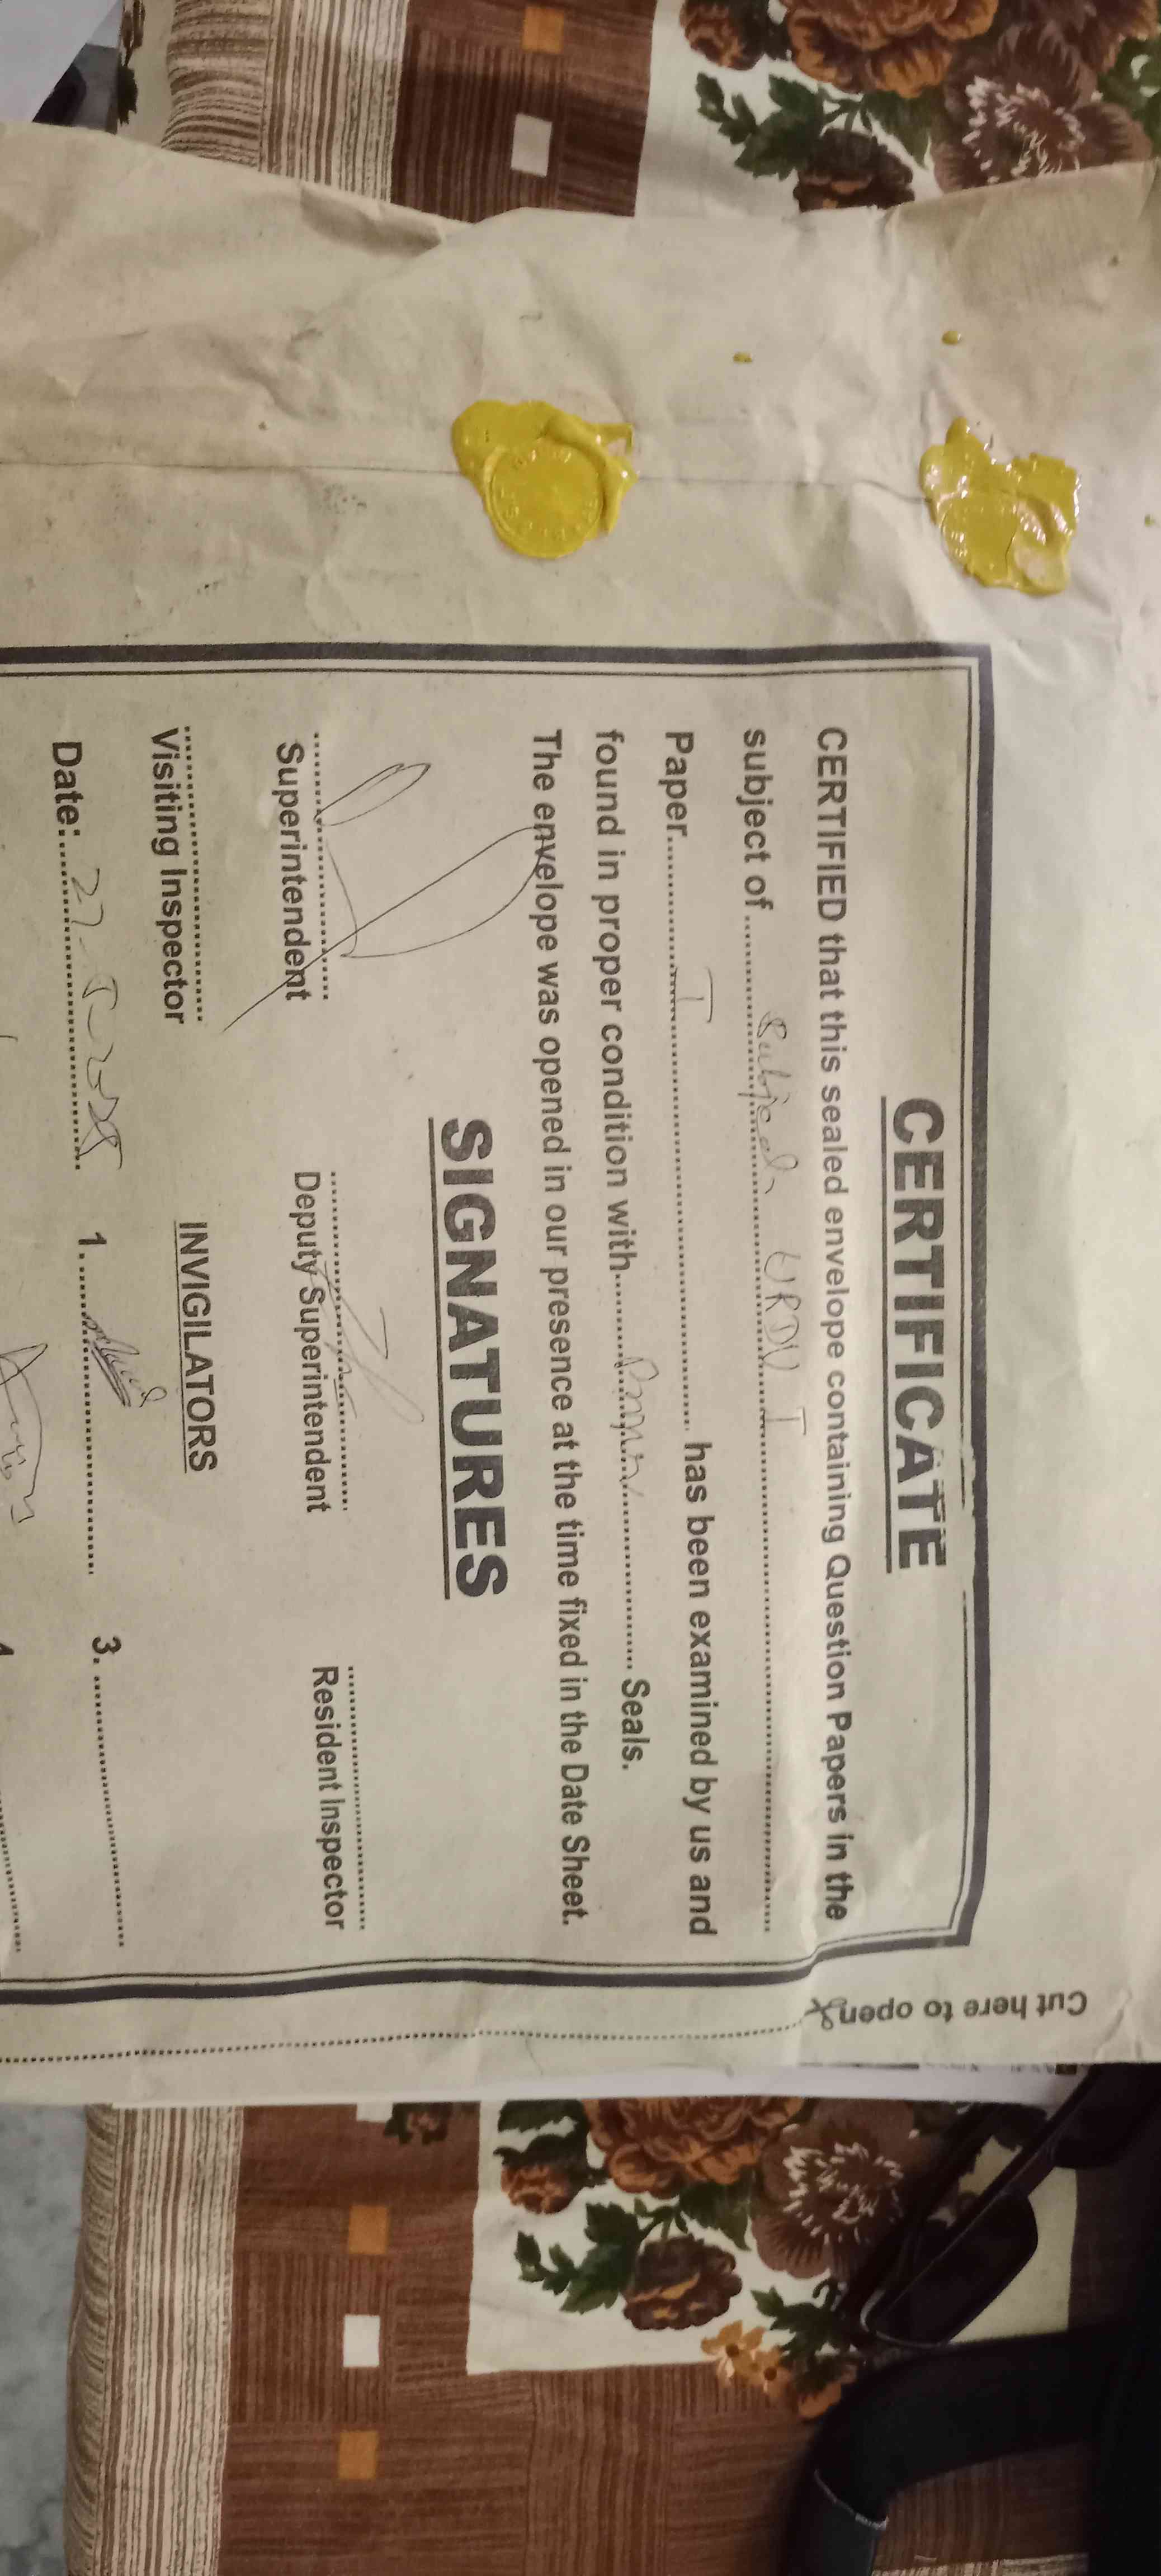 CERTIFICATE
CERTIFIED that this sealed envelope containing Question Papers in the
subject of .......... URDU I ..........
Paper.......... I .......... has been examined by us and
found in proper condition with.................... Seals.
The envelope was opened in our presence at the time fixed in the Date Sheet.
SIGNATURES
Superintendent Deputy Superintendent Resident Inspector
Visiting Inspector INVIGILATORS
Date:.......... 1. .......... 3. ..........
Cut here to open